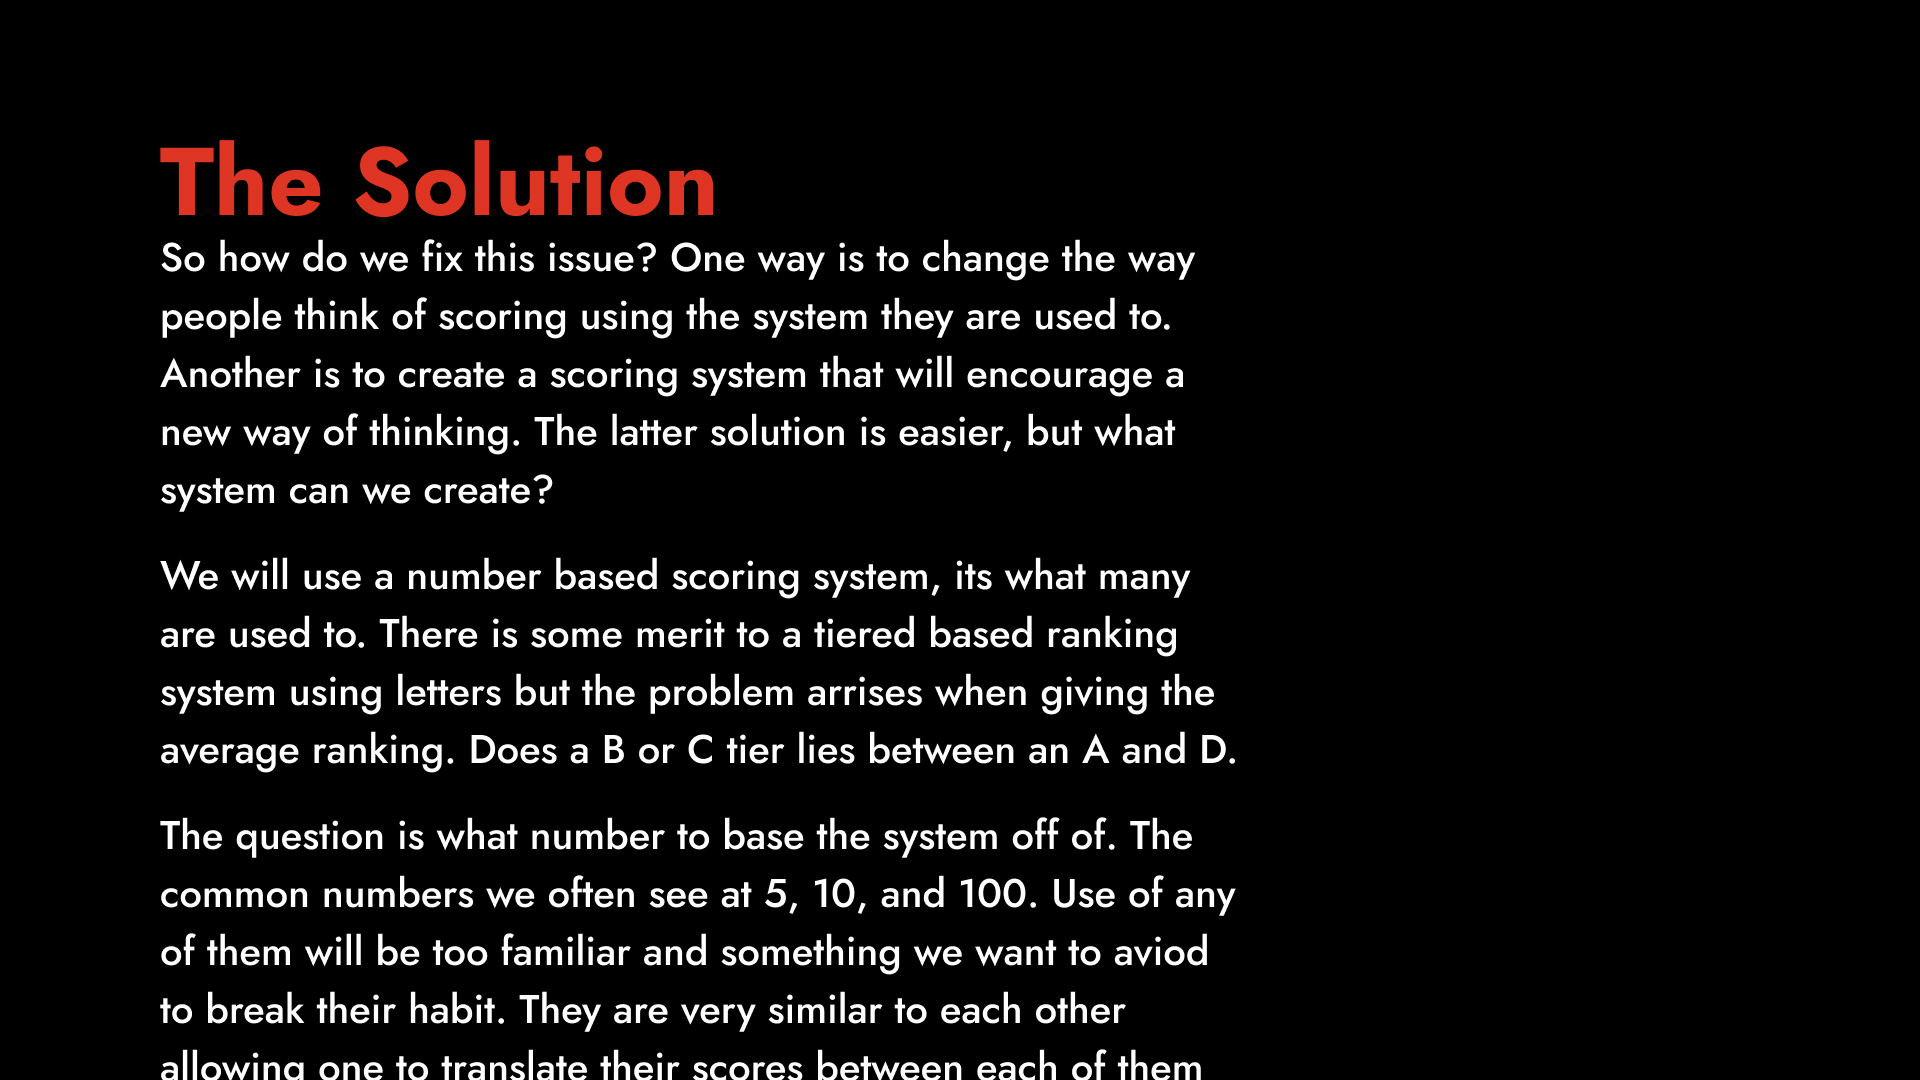 The Solution
So how do we fix this issue? One way is to change the way
people think of scoring using the system they are used to.
Another is to create a scoring system that will encourage a
new way of thinking. The latter solution is easier, but what
system can we create?
We will use a number based scoring system, its what many
are used to. There is some merit to a tiered based ranking
system using letters but the problem arrises when giving the
average ranking. Does a B or C tier lies between an A and D.
The question is what number to base the system off of. The
common numbers we often see at 5, 10, and 100. Use of any
of them will be too familiar and something we want to aviod
to break their habit. They are very similar to each other
allowing one to translate their scores between each of them